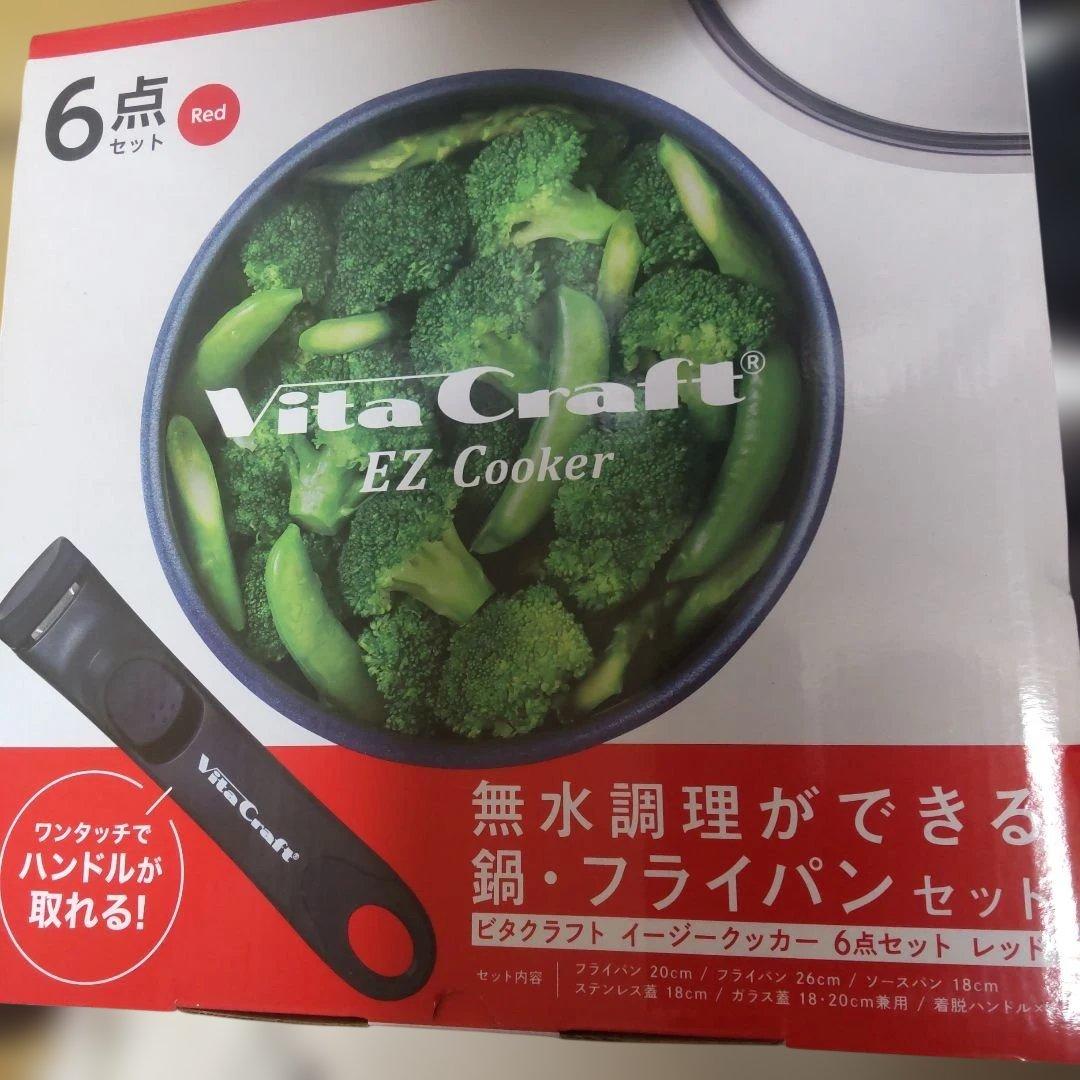 6点
セット
Red
Vita Craft®
EZ Cooker
Vita Craft®
ワンタッチで
ハンドルが
取れる!
無水調理ができる
鍋・フライパン セット
ビタクラフト イージークッカー 6点セット レッド
セット内容
フライパン 20cm / フライパン 26cm / ソースパン 18cm
ステンレス蓋 18cm / ガラス蓋 18・20cm兼用 / 着脱ハンドル×